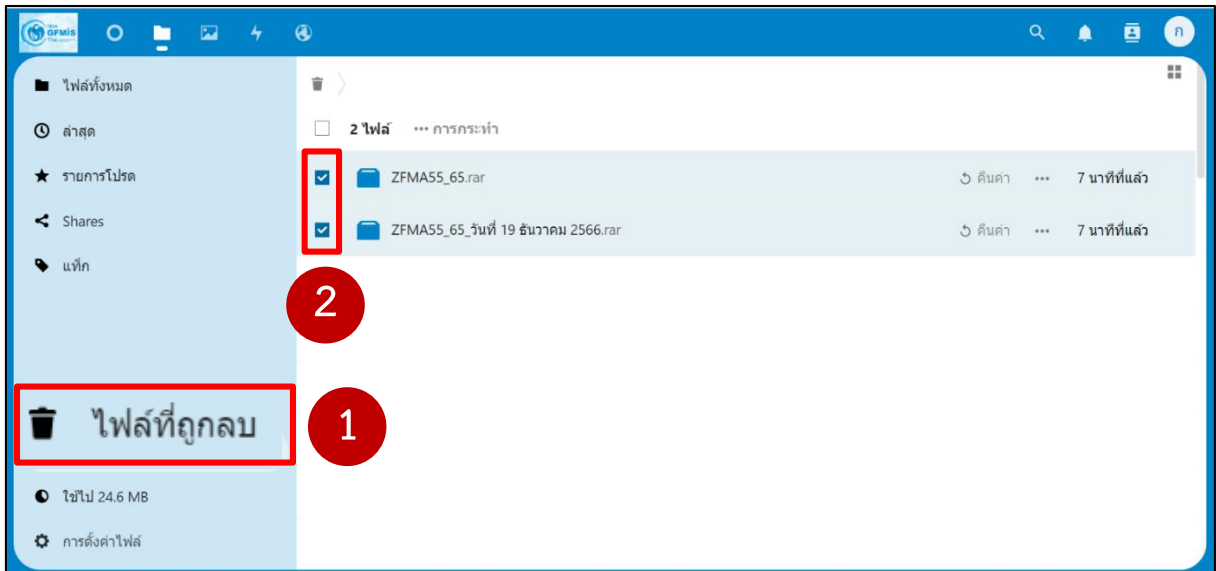 New
GFMIS
Thai
ก
ไฟล์ทั้งหมด
ล่าสุด
รายการโปรด
Shares
แท็ก
ไฟล์ที่ถูกลบ
ใช้ไป 24.6 MB
การตั้งค่าไฟล์
2 ไฟล์ ••• การกระทำ
ZFMA55_65.rar คืนค่า ••• 7 นาทีที่แล้ว
ZFMA55_65_วันที่ 19 ธันวาคม 2566.rar คืนค่า ••• 7 นาทีที่แล้ว
2
1